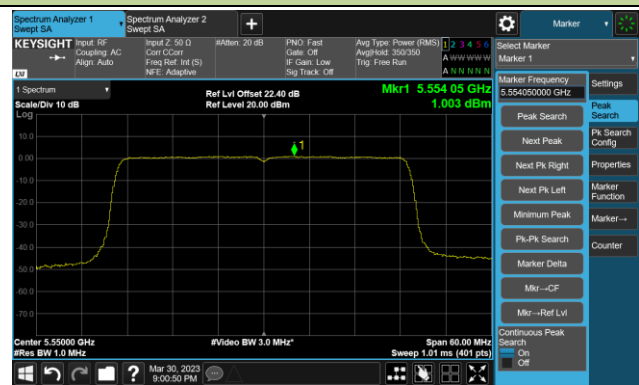 Spectrum Analyzer 1
Swept SA
Spectrum Analyzer 2
Swept SA
+
Marker
KEYSIGHT
Input: RF
Coupling: AC
Align: Auto
Input Z: 50 Ω
Corr CCorr
Freq Ref: Int (S)
NFE: Adaptive
#Atten: 20 dB
PNO: Fast
Gate: Off
IF Gain: Low
Sig Track: Off
Avg Type: Power (RMS)
Avg|Hold: 350/350
Trig: Free Run
1 2 3 4 5 6
A W W W W W
A N N N N N
LXI
Select Marker
Marker 1
1 Spectrum
Scale/Div 10 dB
Log
Ref Lvl Offset 22.40 dB
Ref Level 20.00 dBm
Mkr1 5.554 05 GHz
1.003 dBm
10.0
0.00
-10.0
-20.0
-30.0
-40.0
-50.0
-60.0
-70.0
1
Center 5.55000 GHz
#Res BW 1.0 MHz
#Video BW 3.0 MHz*
Span 60.00 MHz
Sweep 1.01 ms (401 pts)
Marker Frequency
5.554050000 GHz
Peak Search
Next Peak
Next Pk Right
Next Pk Left
Minimum Peak
Pk-Pk Search
Marker Delta
Mkr→CF
Mkr→Ref Lvl
Continuous Peak
Search
On
Off
Settings
Peak
Search
Pk Search
Config
Properties
Marker
Function
Marker→
Counter
?
Mar 30, 2023
9:00:50 PM